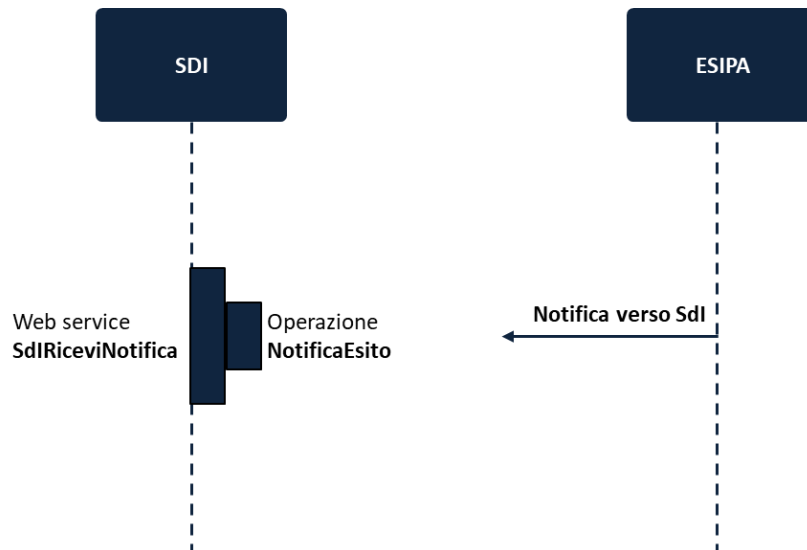 SDI
ESIPA
Notifica verso SdI
Web service
SdIRiceviNotifica
Operazione
NotificaEsito